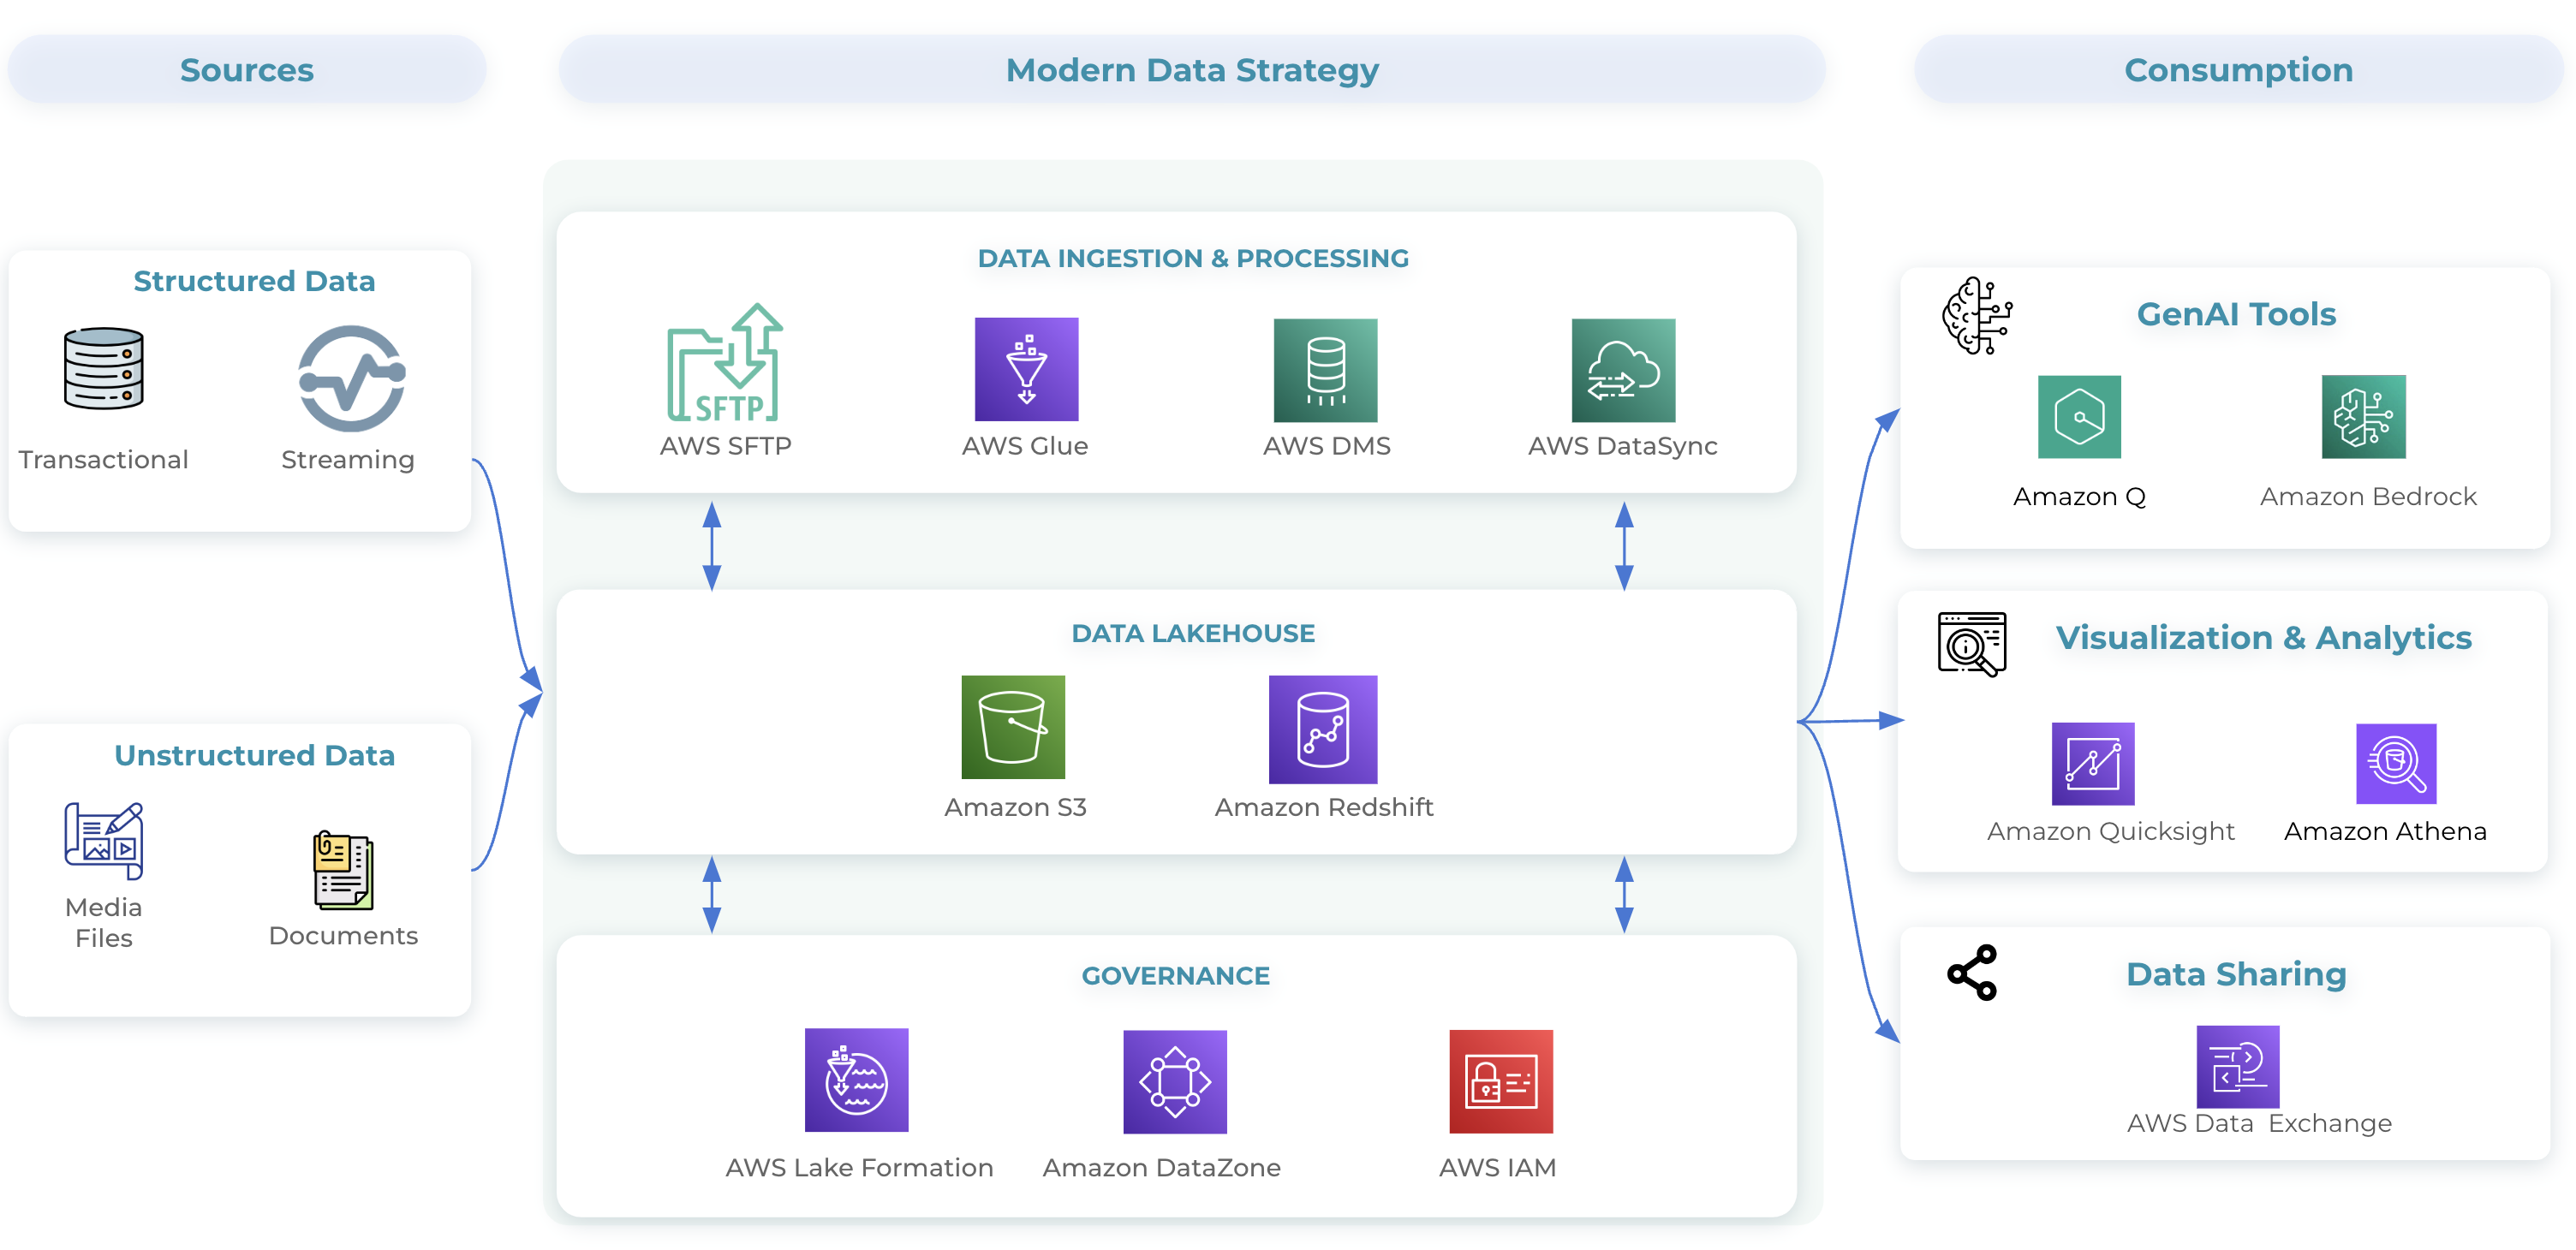 Sources
Modern Data Strategy
Consumption
Structured Data
Transactional
Streaming
Unstructured Data
Media
Files
Documents
DATA INGESTION & PROCESSING
SFTP
AWS SFTP
AWS Glue
AWS DMS
AWS DataSync
DATA LAKEHOUSE
Amazon S3
Amazon Redshift
GOVERNANCE
AWS Lake Formation
Amazon DataZone
AWS IAM
GenAI Tools
Amazon Q
Amazon Bedrock
Visualization & Analytics
Amazon Quicksight
Amazon Athena
Data Sharing
AWS Data Exchange